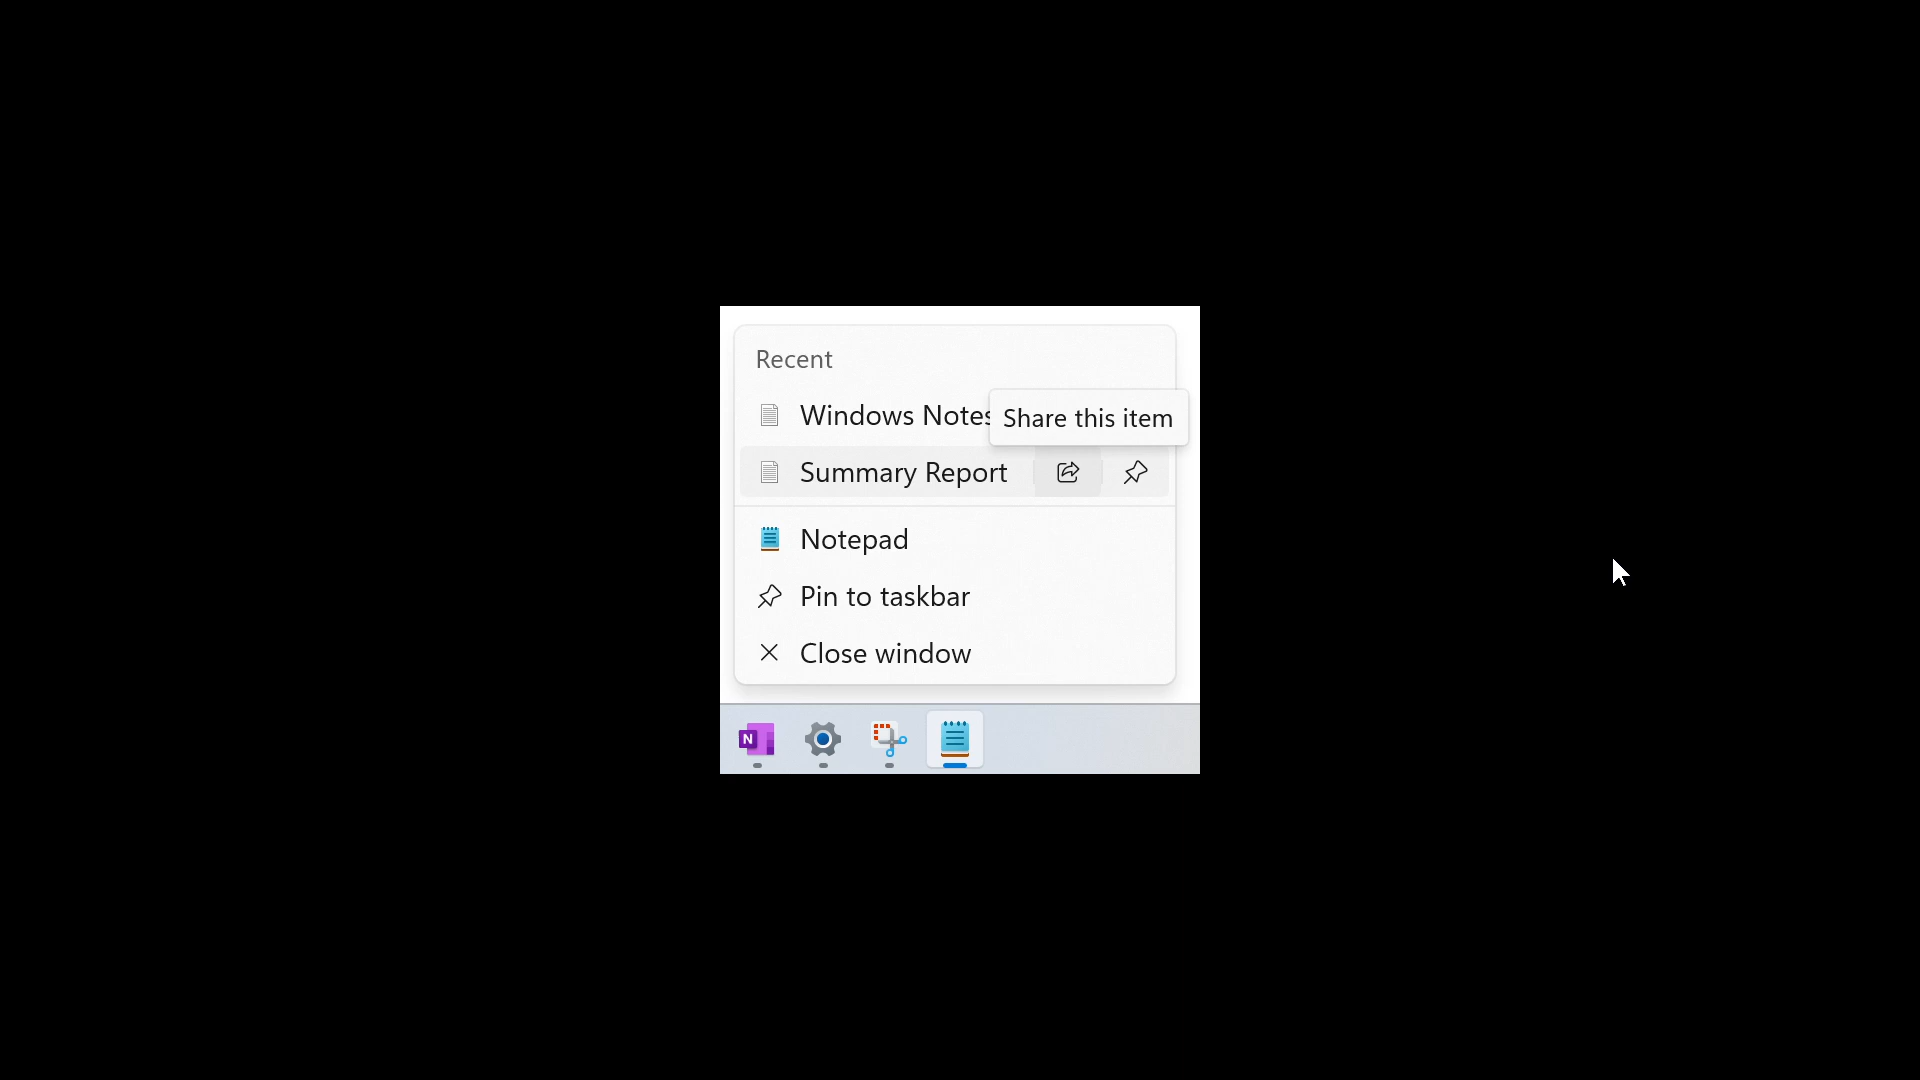 Recent
Windows Notes
Share this item
Summary Report
Notepad
Pin to taskbar
Close window
N